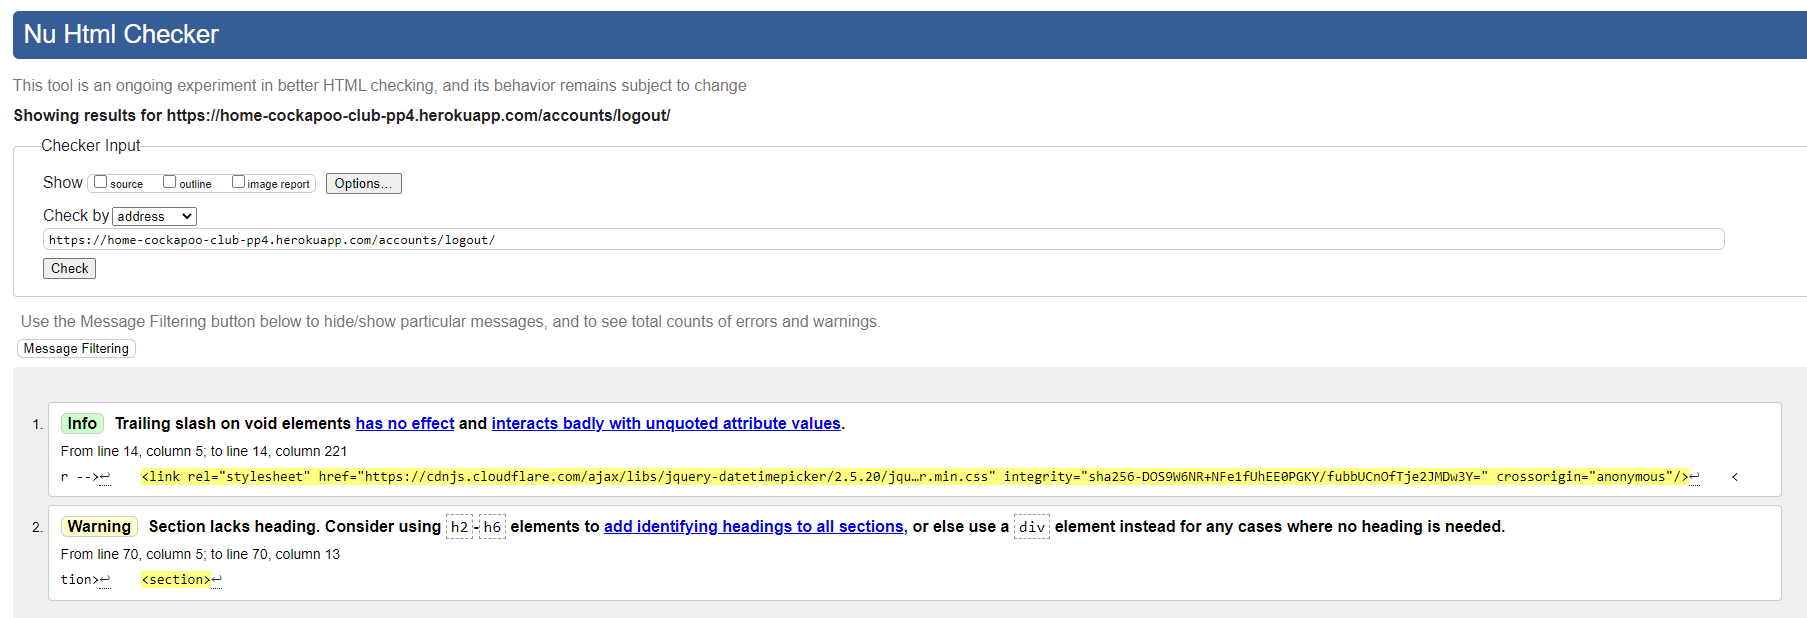 Nu Html Checker
This tool is an ongoing experiment in better HTML checking, and its behavior remains subject to change
Showing results for https://home-cockapoo-club-pp4.herokuapp.com/accounts/logout/
Checker Input
Show source outline image report Options...
Check by address
https://home-cockapoo-club-pp4.herokuapp.com/accounts/logout/
Check
Use the Message Filtering button below to hide/show particular messages, and to see total counts of errors and warnings.
Message Filtering
1. Info Trailing slash on void elements has no effect and interacts badly with unquoted attribute values.
From line 14, column 5; to line 14, column 221
r -->↩ <link rel="stylesheet" href="https://cdnjs.cloudflare.com/ajax/libs/jquery-datetimepicker/2.5.20/jqu…r.min.css" integrity="sha256-DOS9W6NR+NFe1fUhEE0PGKY/fubbUCnOfTje2JMDw3Y=" crossorigin="anonymous"/>↩ <
2. Warning Section lacks heading. Consider using h2-h6 elements to add identifying headings to all sections, or else use a div element instead for any cases where no heading is needed.
From line 70, column 5; to line 70, column 13
tion>↩ <section>↩